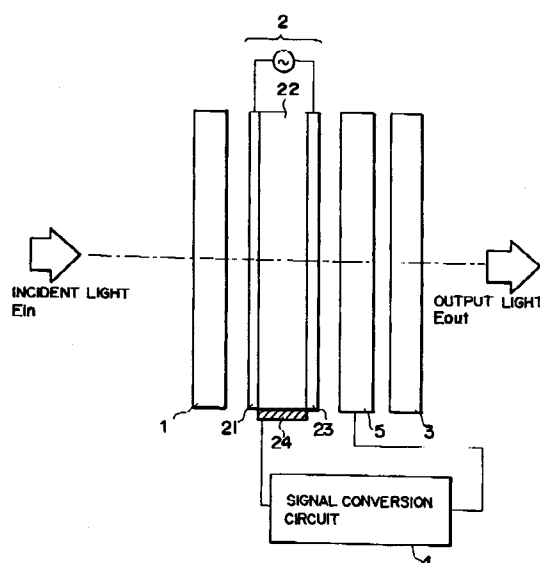 2
22
INCIDENT LIGHT
Ein
OUTPUT LIGHT
Eout
1
21
24
23
5
3
SIGNAL CONVERSION
CIRCUIT
4